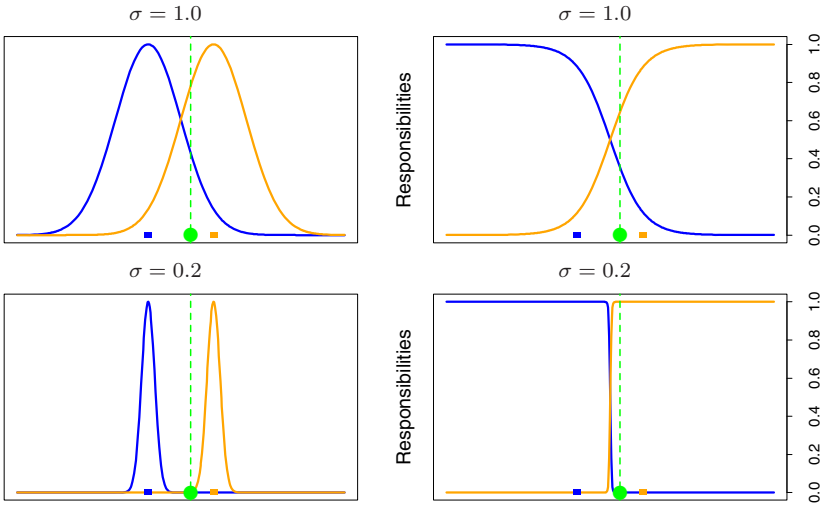 σ = 1.0
σ = 1.0
Responsibilities
0.0 0.2 0.4 0.6 0.8 1.0
σ = 0.2
σ = 0.2
Responsibilities
0.0 0.2 0.4 0.6 0.8 1.0